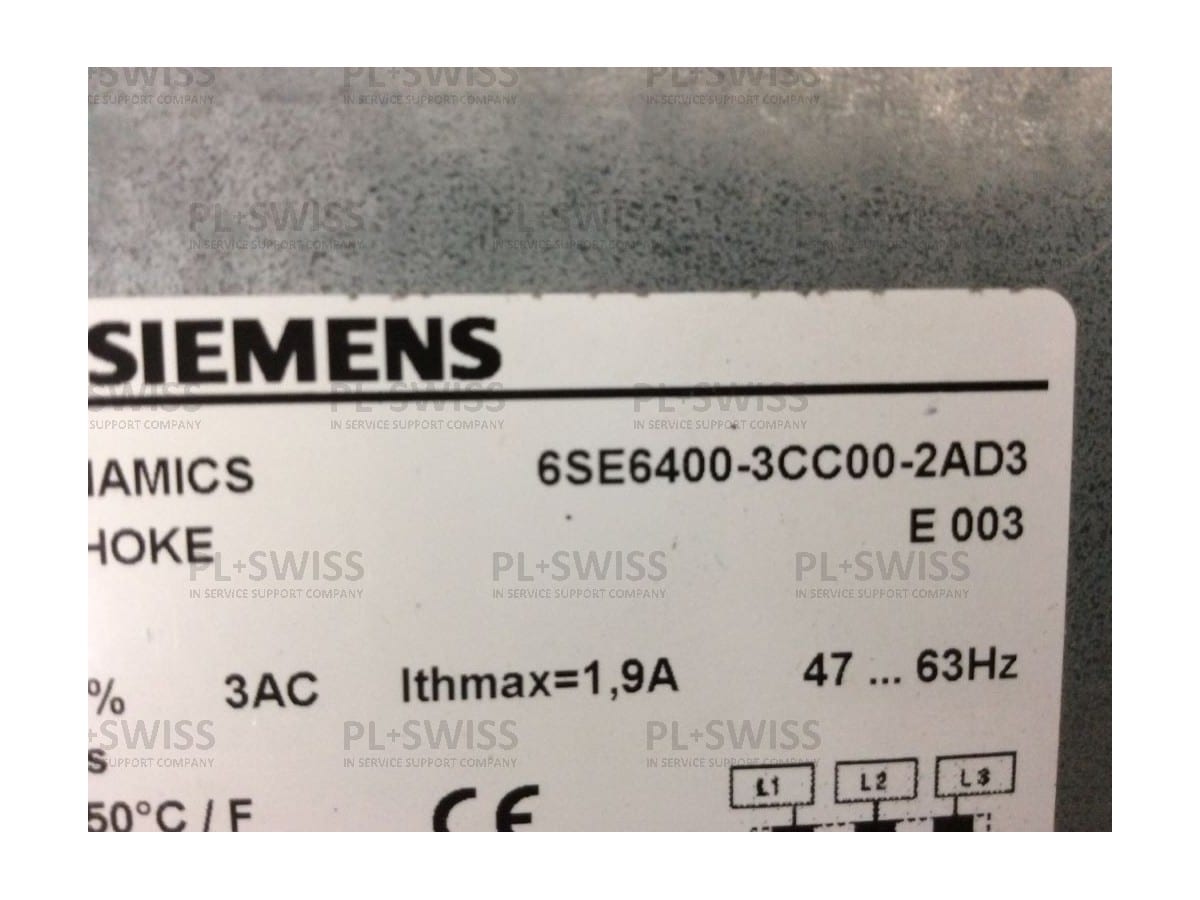 SIEMENS
NAMICS 6SE6400-3CC00-2AD3
HOKE E 003
% 3AC Ithmax=1,9A 47 ... 63Hz
s
50°C / F
CE
L1 L2 L3
PL+SWISS
IN SERVICE SUPPORT COMPANY